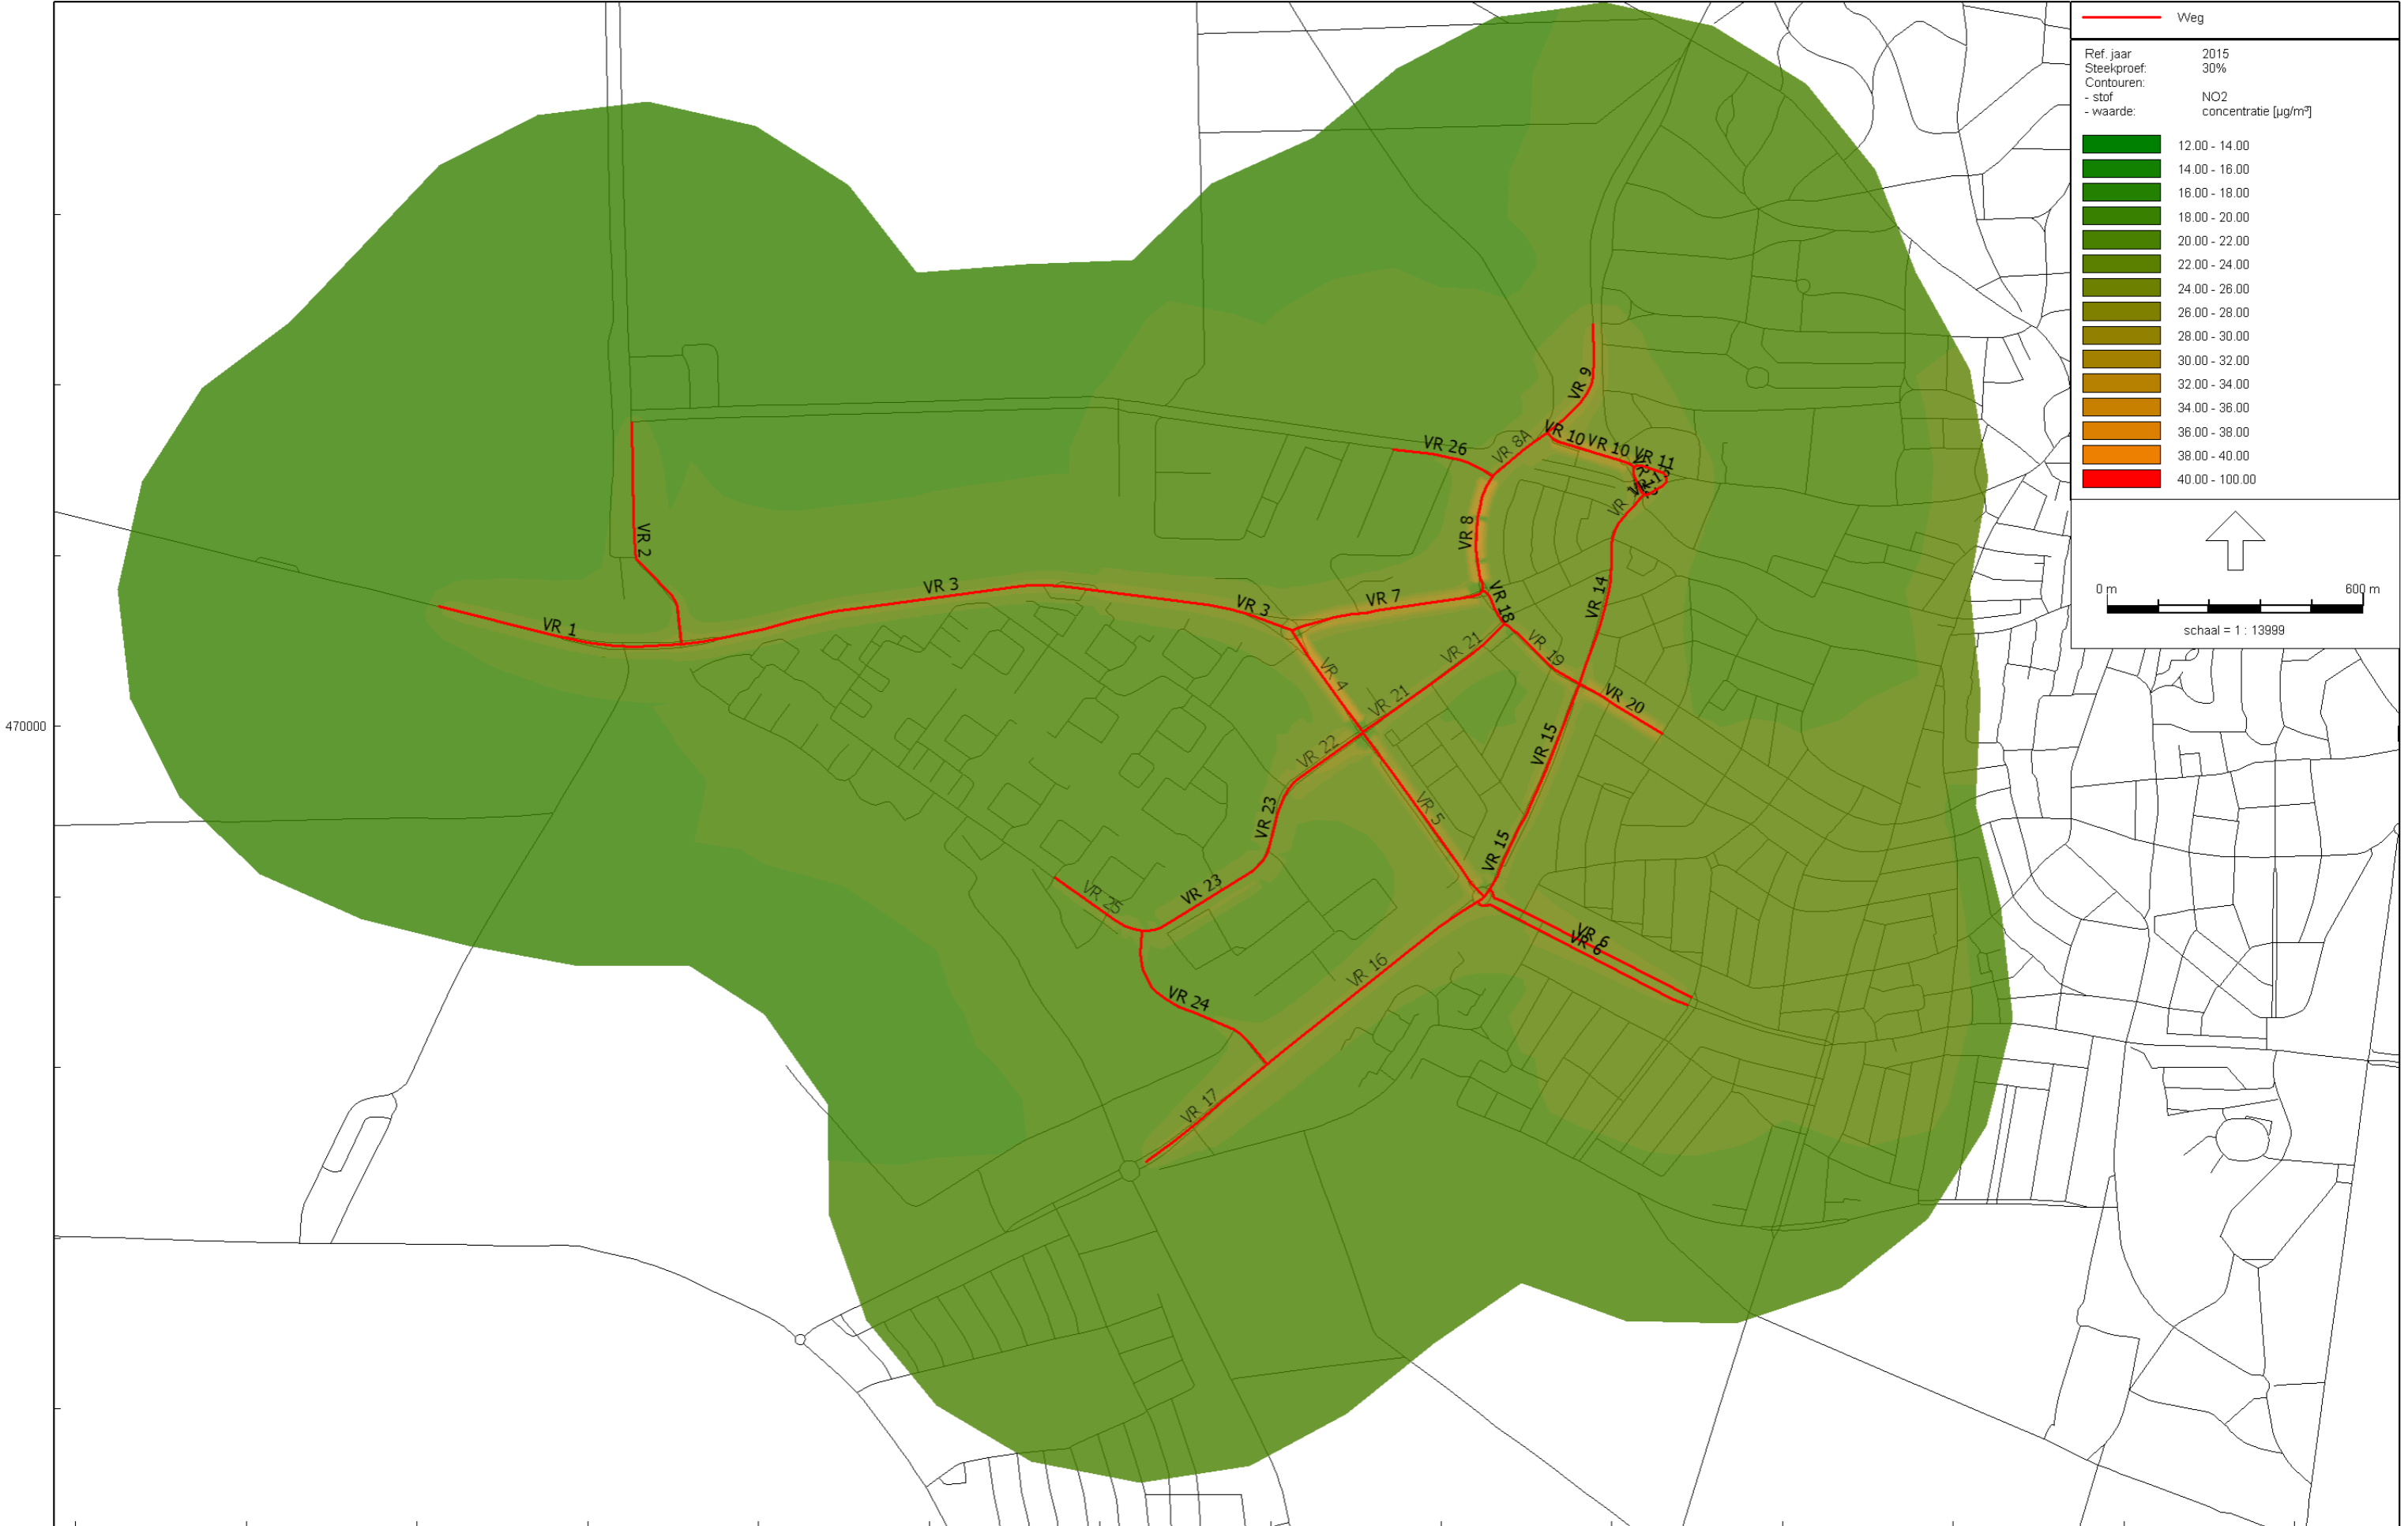 Weg
Ref. jaar 2015
Steekproef: 30%
Contouren:
- stof NO2
- waarde: concentratie [µg/m³]
12.00 - 14.00
14.00 - 16.00
16.00 - 18.00
18.00 - 20.00
20.00 - 22.00
22.00 - 24.00
24.00 - 26.00
26.00 - 28.00
28.00 - 30.00
30.00 - 32.00
32.00 - 34.00
34.00 - 36.00
36.00 - 38.00
38.00 - 40.00
40.00 - 100.00
0 m 600 m
schaal = 1 : 13999
470000
VR 9
VR 26
VR 8A
VR 10
VR 10
VR 11
VR 2
VR 8
VR 3
VR 3
VR 7
VR 18
VR 14
VR 1
VR 4
VR 21
VR 19
VR 21
VR 20
VR 22
VR 15
VR 5
VR 23
VR 15
VR 25
VR 23
VR 6
VR 6
VR 16
VR 24
VR 17